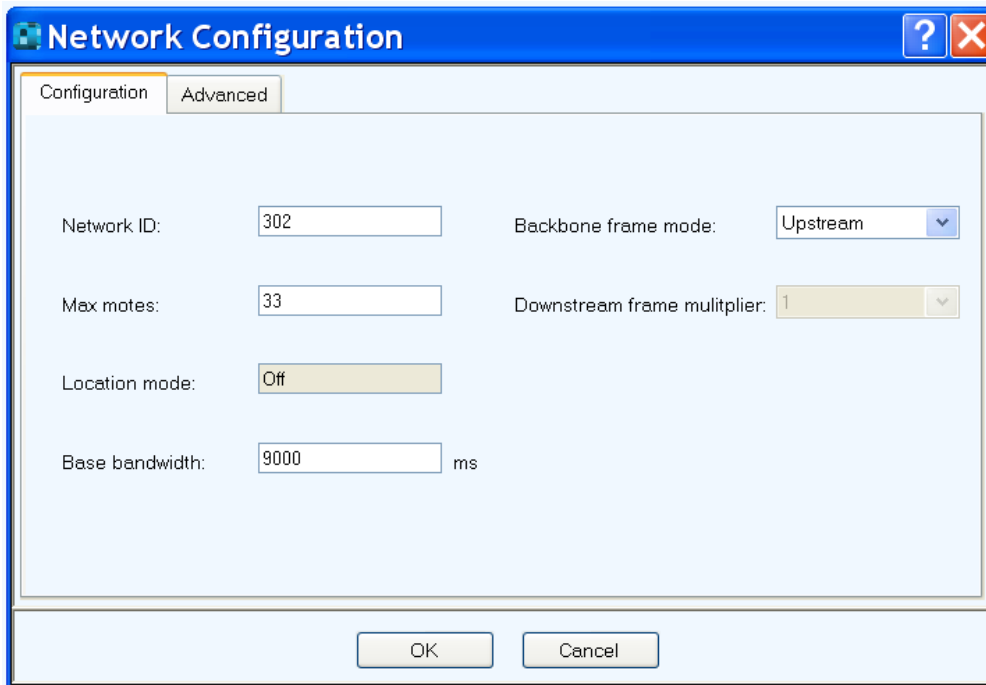 Network Configuration
Configuration Advanced
Network ID: 302
Backbone frame mode: Upstream
Max motes: 33
Downstream frame mulitplier: 1
Location mode: Off
Base bandwidth: 9000 ms
OK Cancel